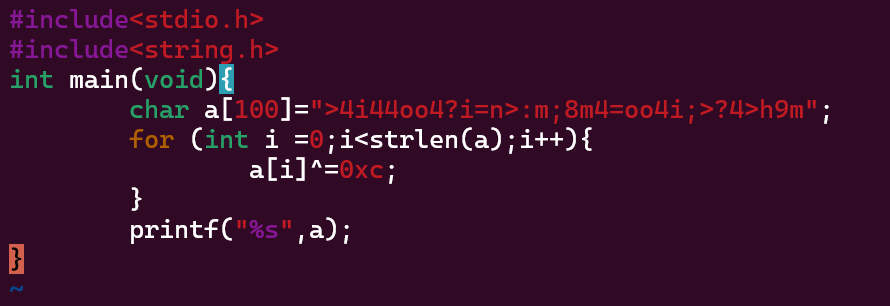 #include<stdio.h>
#include<string.h>
int main(void){
        char a[100]=">4i44oo4?i=n>:m;8m4=oo4i;>?4>h9m";
        for (int i =0;i<strlen(a);i++){
                a[i]^=0xc;
        }
        printf("%s",a);
}
~